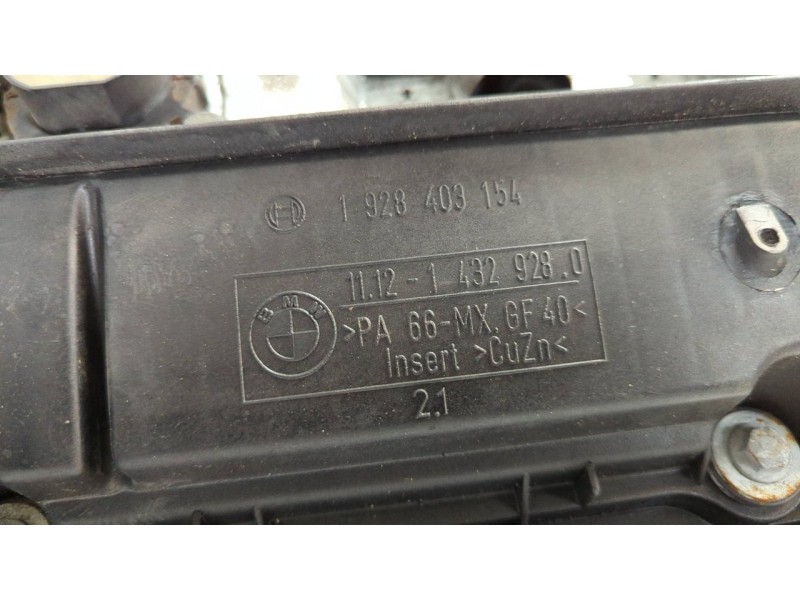 1 928 403 154
11.12-1 432 928.0
BMW
>PA 66-MX.GF 40<
Insert >CuZn<
2.1